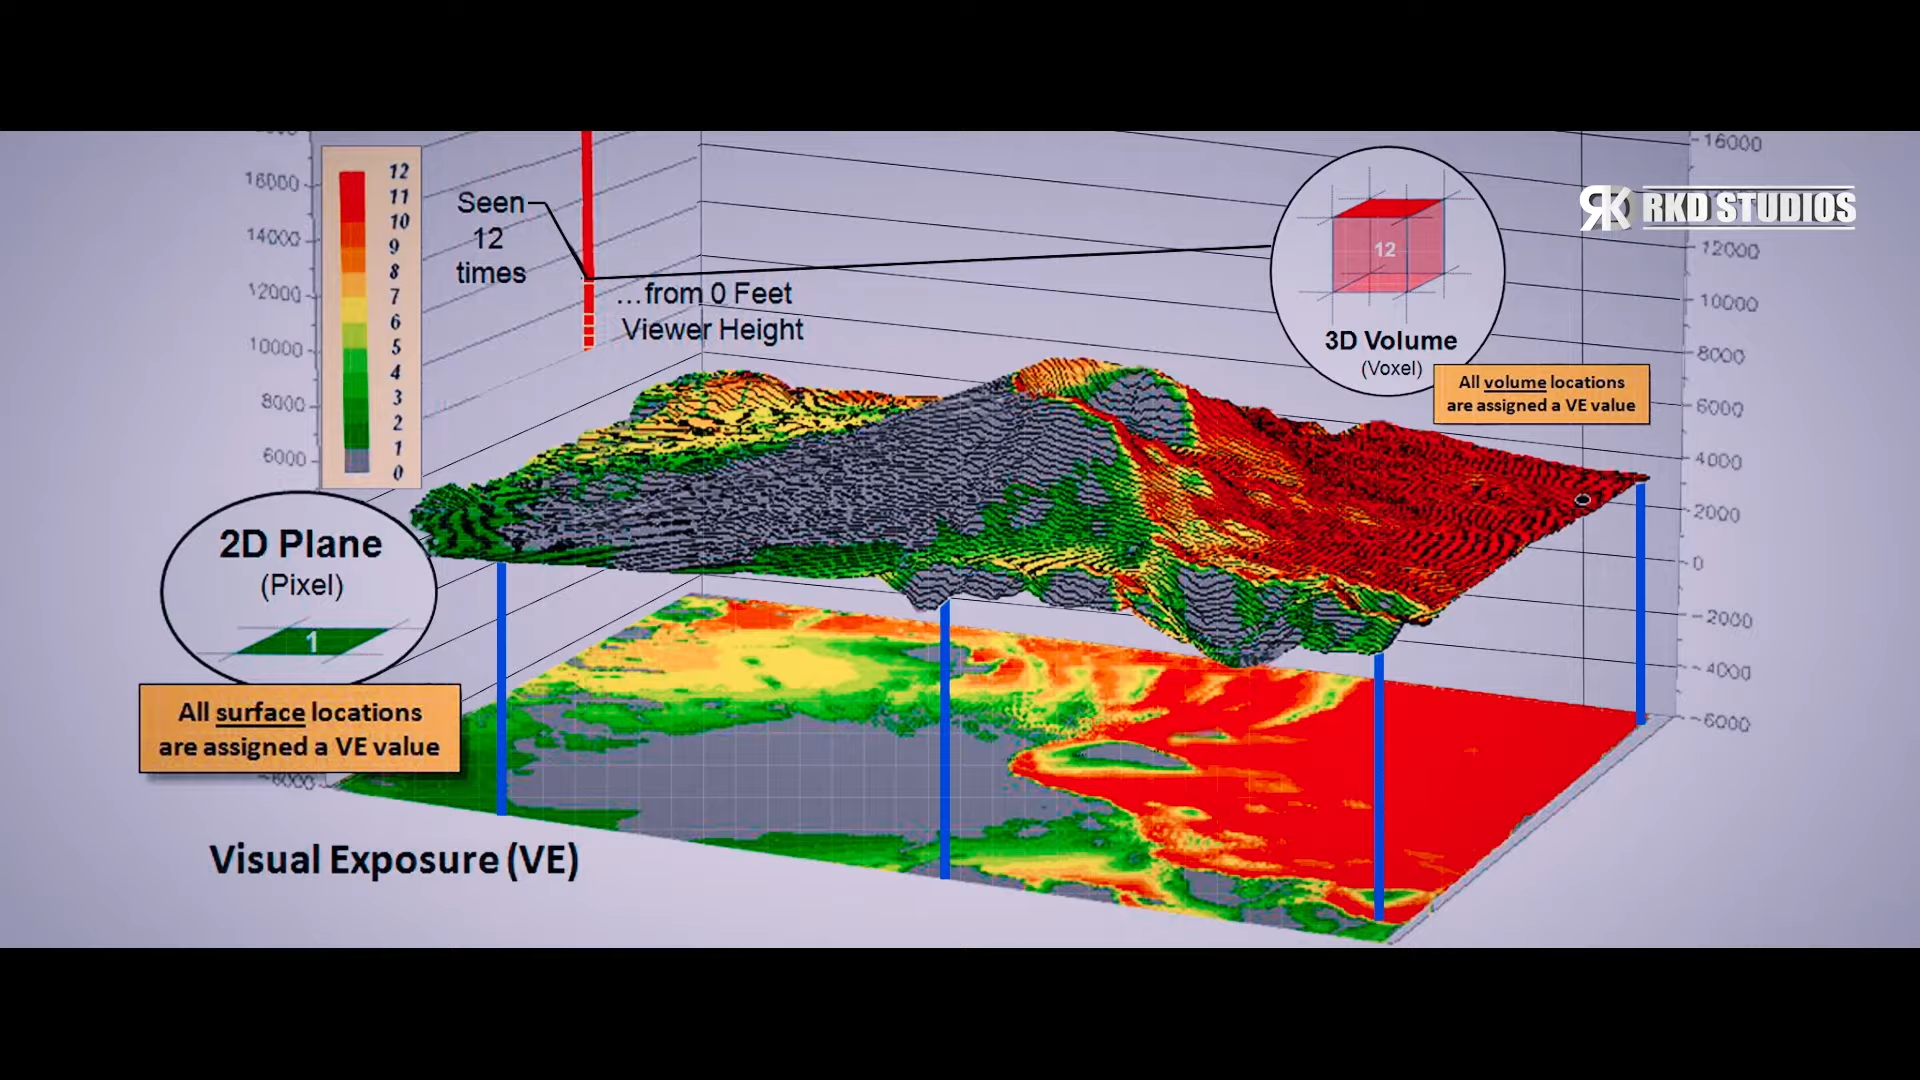 16000
14000
12000
10000
8000
6000
12
11
10
9
8
7
6
5
4
3
2
1
0
Seen
12
times
...from 0 Feet
Viewer Height
12
3D Volume
(Voxel)
All volume locations
are assigned a VE value
RKD STUDIOS
16000
12000
10000
8000
6000
4000
2000
0
-2000
-4000
-6000
2D Plane
(Pixel)
1
All surface locations
are assigned a VE value
Visual Exposure (VE)